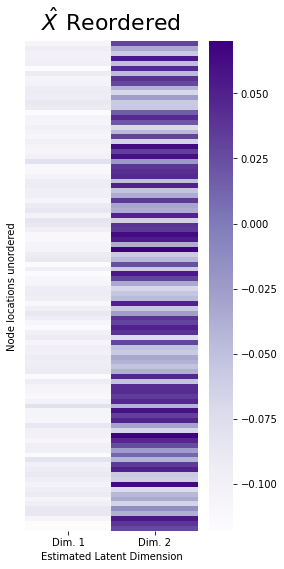 X̂ Reordered
Node locations unordered
0.050
0.025
0.000
−0.025
−0.050
−0.075
−0.100
Dim. 1 Dim. 2
Estimated Latent Dimension